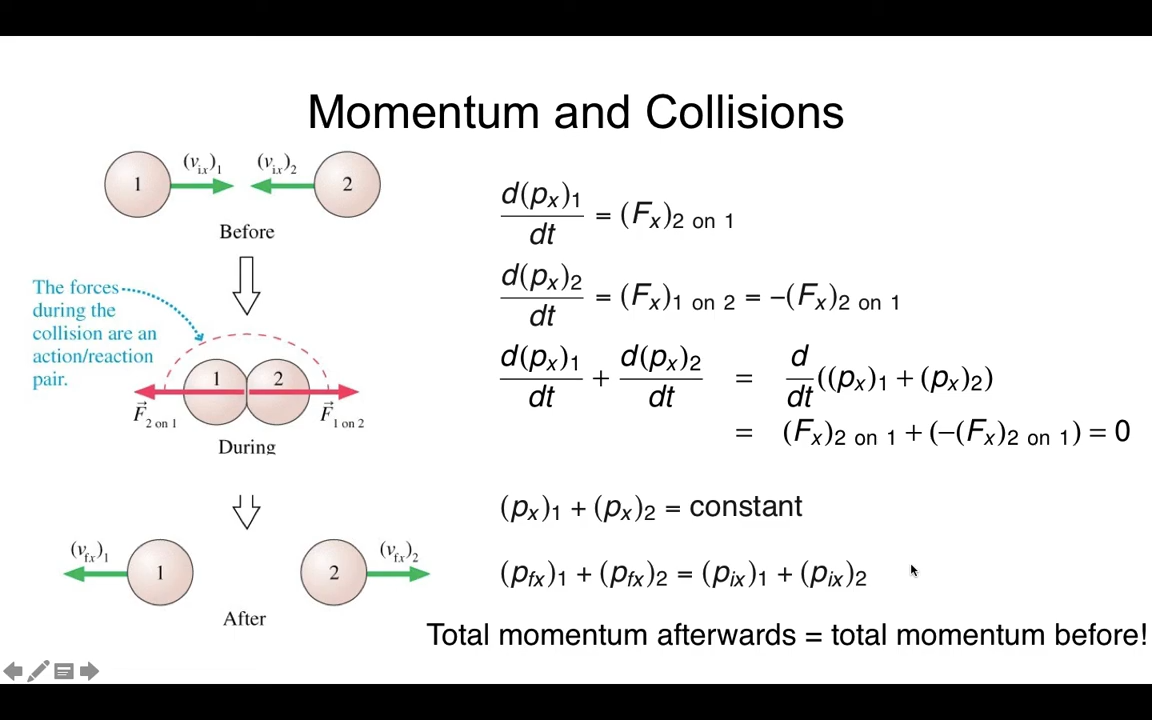 Momentum and Collisions
1 (v_ix)_1 (v_ix)_2 2
Before
The forces
during the
collision are an
action/reaction
pair.
1 2
F⃗_2 on 1 F⃗_1 on 2
During
(v_fx)_1 1 2 (v_fx)_2
After
d(p_x)_1/dt = (F_x)_2 on 1
d(p_x)_2/dt = (F_x)_1 on 2 = –(F_x)_2 on 1
d(p_x)_1/dt + d(p_x)_2/dt = d/dt((p_x)_1 + (p_x)_2)
= (F_x)_2 on 1 + (–(F_x)_2 on 1) = 0
(p_x)_1 + (p_x)_2 = constant
(p_fx)_1 + (p_fx)_2 = (p_ix)_1 + (p_ix)_2
Total momentum afterwards = total momentum before!